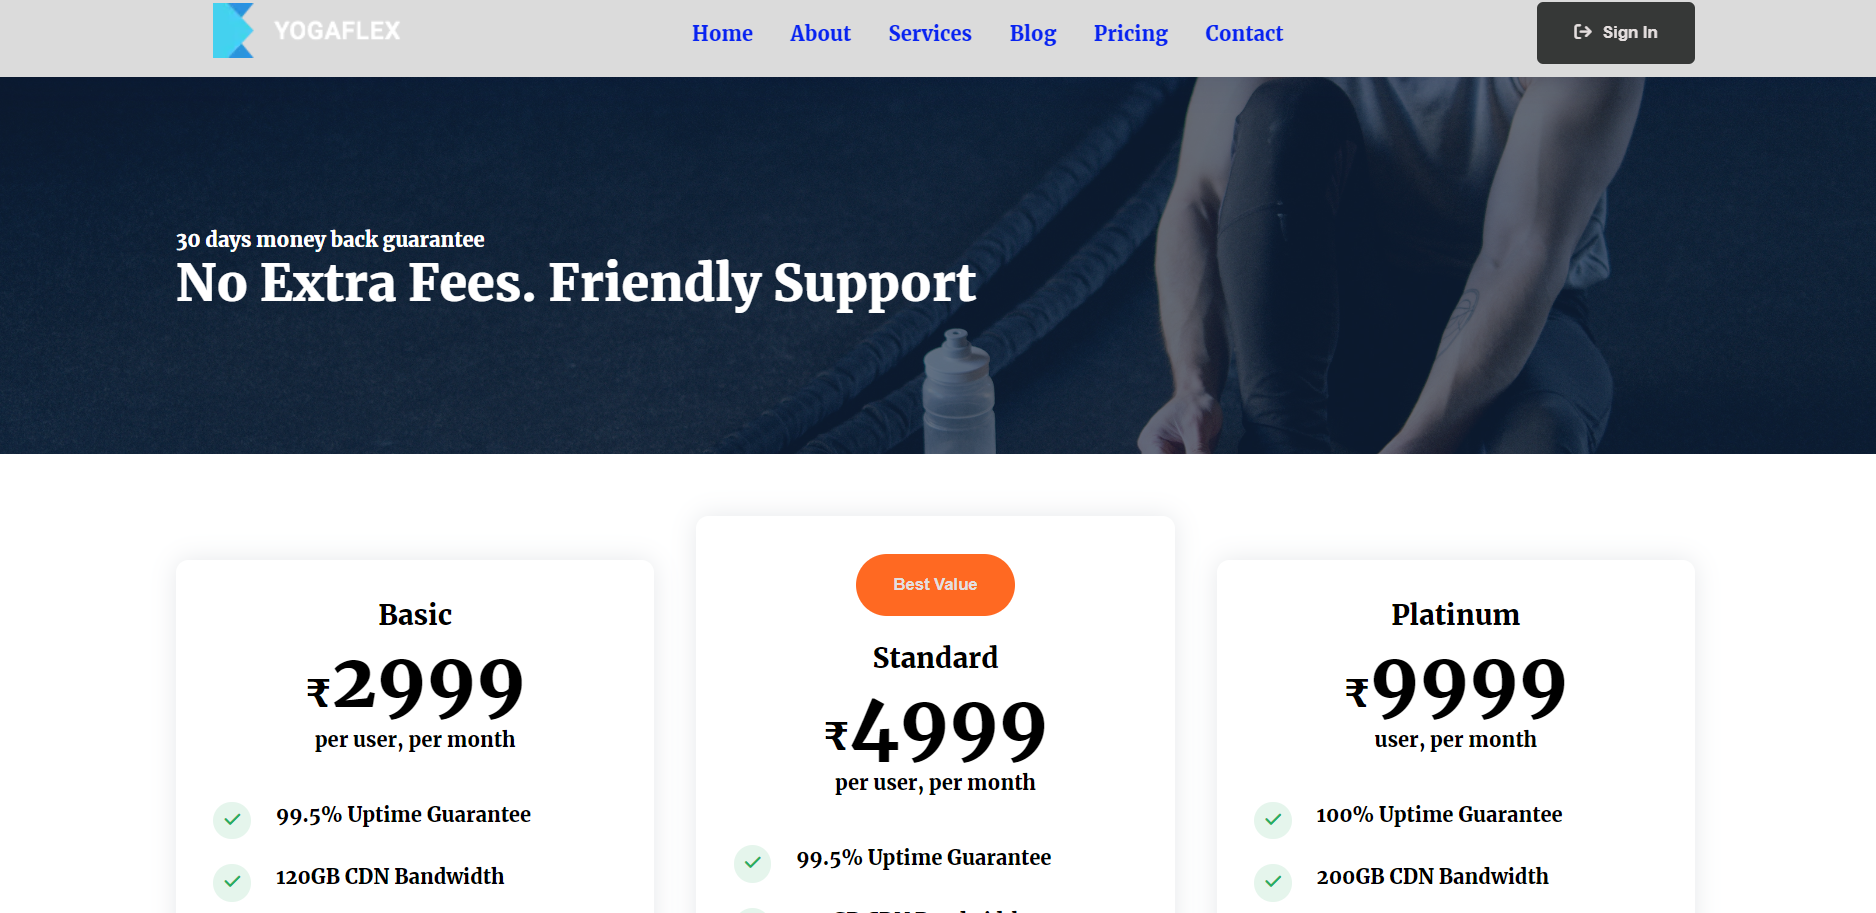 YOGAFLEX
Home About Services Blog Pricing Contact
Sign In
30 days money back guarantee
No Extra Fees. Friendly Support
Basic
₹2999
per user, per month
99.5% Uptime Guarantee
120GB CDN Bandwidth
Best Value
Standard
₹4999
per user, per month
99.5% Uptime Guarantee
Platinum
₹9999
user, per month
100% Uptime Guarantee
200GB CDN Bandwidth